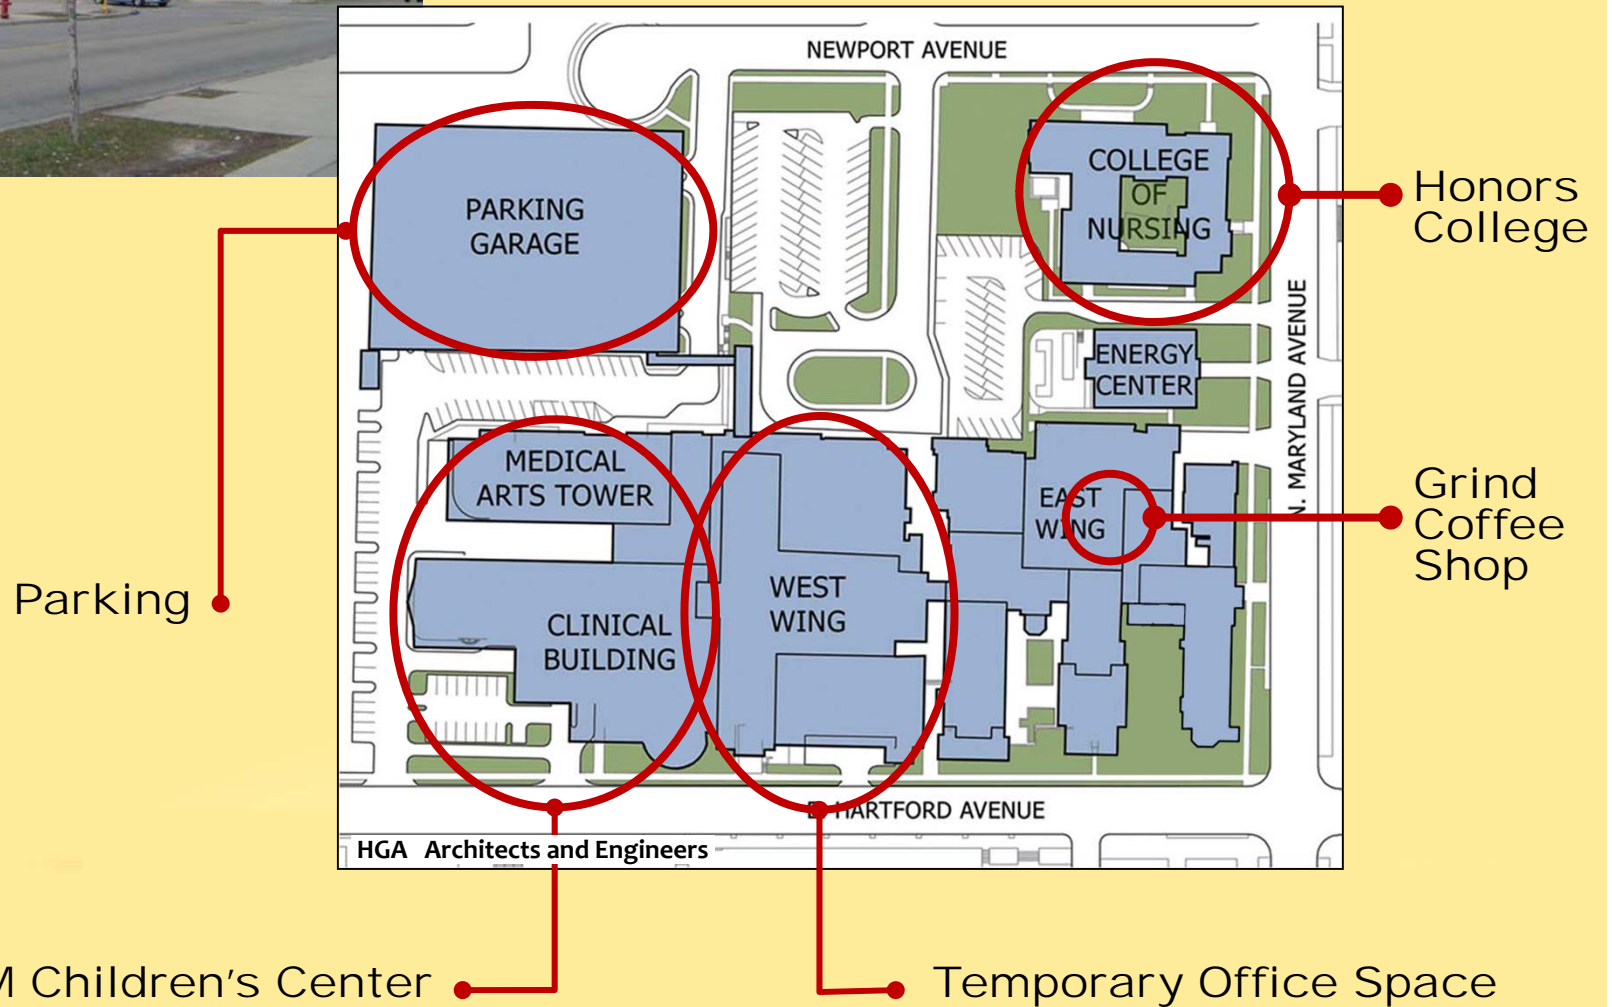 NEWPORT AVENUE
COLLEGE
OF
NURSING
Honors
College
PARKING
GARAGE
N. MARYLAND AVENUE
ENERGY
CENTER
MEDICAL
ARTS TOWER
EAST
WING
Grind
Coffee
Shop
Parking
WEST
WING
CLINICAL
BUILDING
HARTFORD AVENUE
HGA Architects and Engineers
Children's Center
Temporary Office Space